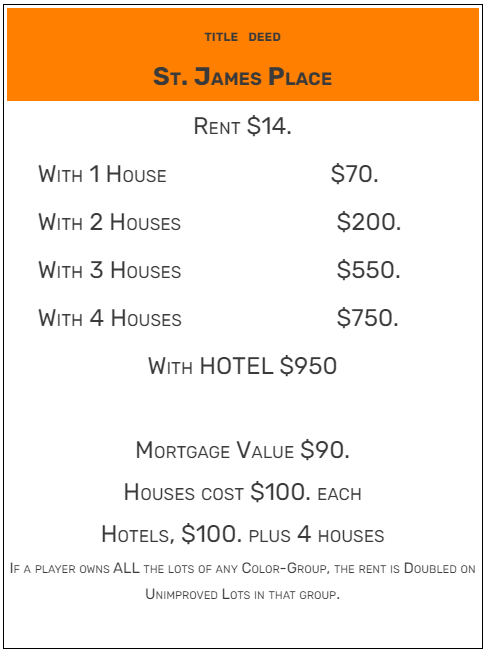 TITLE DEED
St. James Place
Rent $14.
With 1 House $70.
With 2 Houses $200.
With 3 Houses $550.
With 4 Houses $750.
With HOTEL $950
Mortgage Value $90.
Houses cost $100. each
Hotels, $100. plus 4 houses
If a player owns ALL the lots of any Color-Group, the rent is Doubled on
Unimproved Lots in that group.